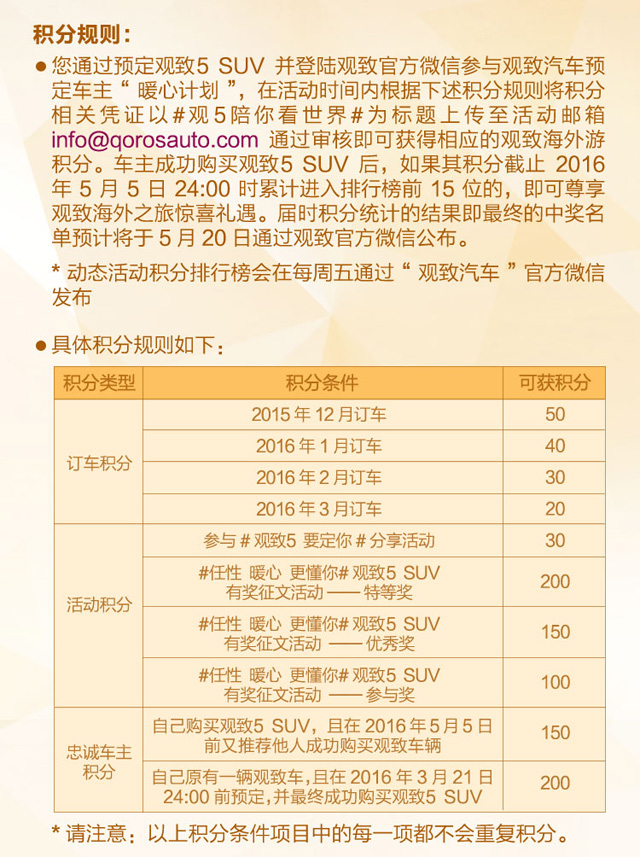 积分规则：
●您通过预定观致5 SUV 并登陆观致官方微信参与观致汽车预
定车主“暖心计划”，在活动时间内根据下述积分规则将积分
相关凭证以#观5陪你看世界#为标题上传至活动邮箱
info@qorosauto.com 通过审核即可获得相应的观致海外游
积分。车主成功购买观致5 SUV 后，如果其积分截止 2016
年 5 月 5 日 24:00 时累计进入排行榜前 15 位的，即可尊享
观致海外之旅惊喜礼遇。届时积分统计的结果即最终的中奖名
单预计将于 5 月 20 日通过观致官方微信公布。
* 动态活动积分排行榜会在每周五通过“ 观致汽车 ”官方微信
发布
●具体积分规则如下：
积分类型 积分条件 可获积分
订车积分
2015 年 12 月订车 50
2016 年 1 月订车 40
2016 年 2 月订车 30
2016 年 3 月订车 20
活动积分
参与 # 观致5 要定你 # 分享活动 30
#任性 暖心 更懂你# 观致5 SUV
有奖征文活动 —— 特等奖 200
#任性 暖心 更懂你# 观致5 SUV
有奖征文活动 —— 优秀奖 150
#任性 暖心 更懂你# 观致5 SUV
有奖征文活动 —— 参与奖 100
忠诚车主
积分
自己购买观致5 SUV，且在 2016 年 5 月 5 日
前又推荐他人成功购买观致车辆 150
自己原有一辆观致车,且在 2016 年 3 月 21 日
24:00 前预定,并最终成功购买观致5 SUV 200
* 请注意：以上积分条件项目中的每一项都不会重复积分。